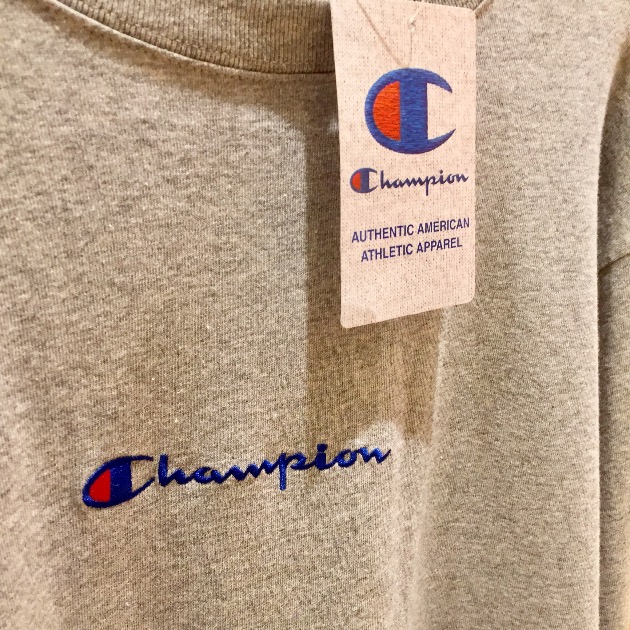 Champion
AUTHENTIC AMERICAN
ATHLETIC APPAREL
Champion